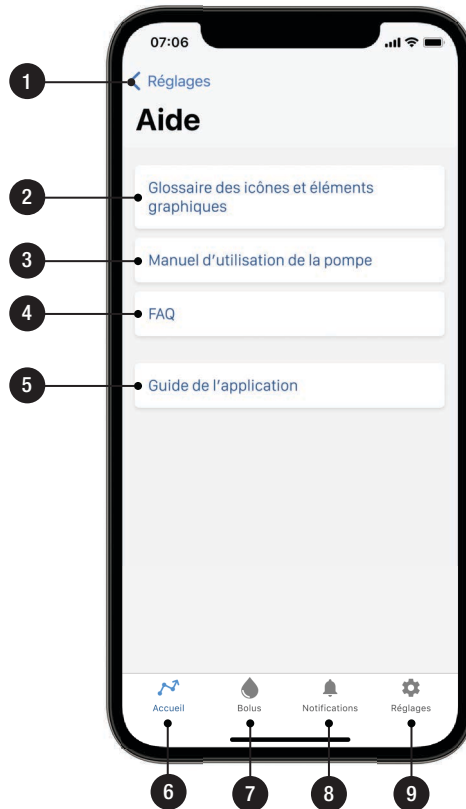 07:06
1
Réglages
Aide
2
Glossaire des icônes et éléments
graphiques
3
Manuel d'utilisation de la pompe
4
FAQ
5
Guide de l'application
Accueil
Bolus
Notifications
Réglages
6
7
8
9